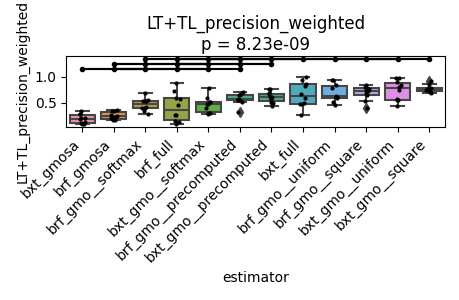 LT+TL_precision_weighted
p = 8.23e-09
LT+TL_precision_weighted
1.0
0.5
bxt_gmosa
brf_gmosa
brf_gmo__softmax
brf_full
bxt_gmo__softmax
brf_gmo__precomputed
bxt_gmo__precomputed
bxt_full
brf_gmo__uniform
brf_gmo__square
bxt_gmo__uniform
bxt_gmo__square
estimator